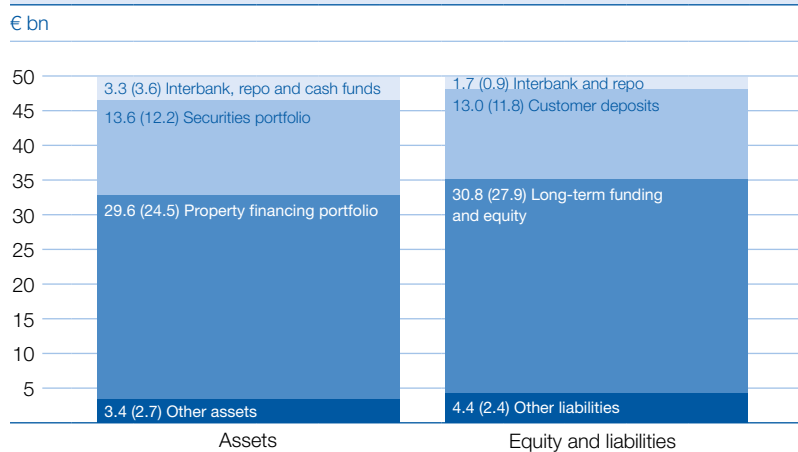 € bn
50
45
40
35
30
25
20
15
10
5
3.3 (3.6) Interbank, repo and cash funds
13.6 (12.2) Securities portfolio
29.6 (24.5) Property financing portfolio
3.4 (2.7) Other assets
Assets
1.7 (0.9) Interbank and repo
13.0 (11.8) Customer deposits
30.8 (27.9) Long-term funding
and equity
4.4 (2.4) Other liabilities
Equity and liabilities